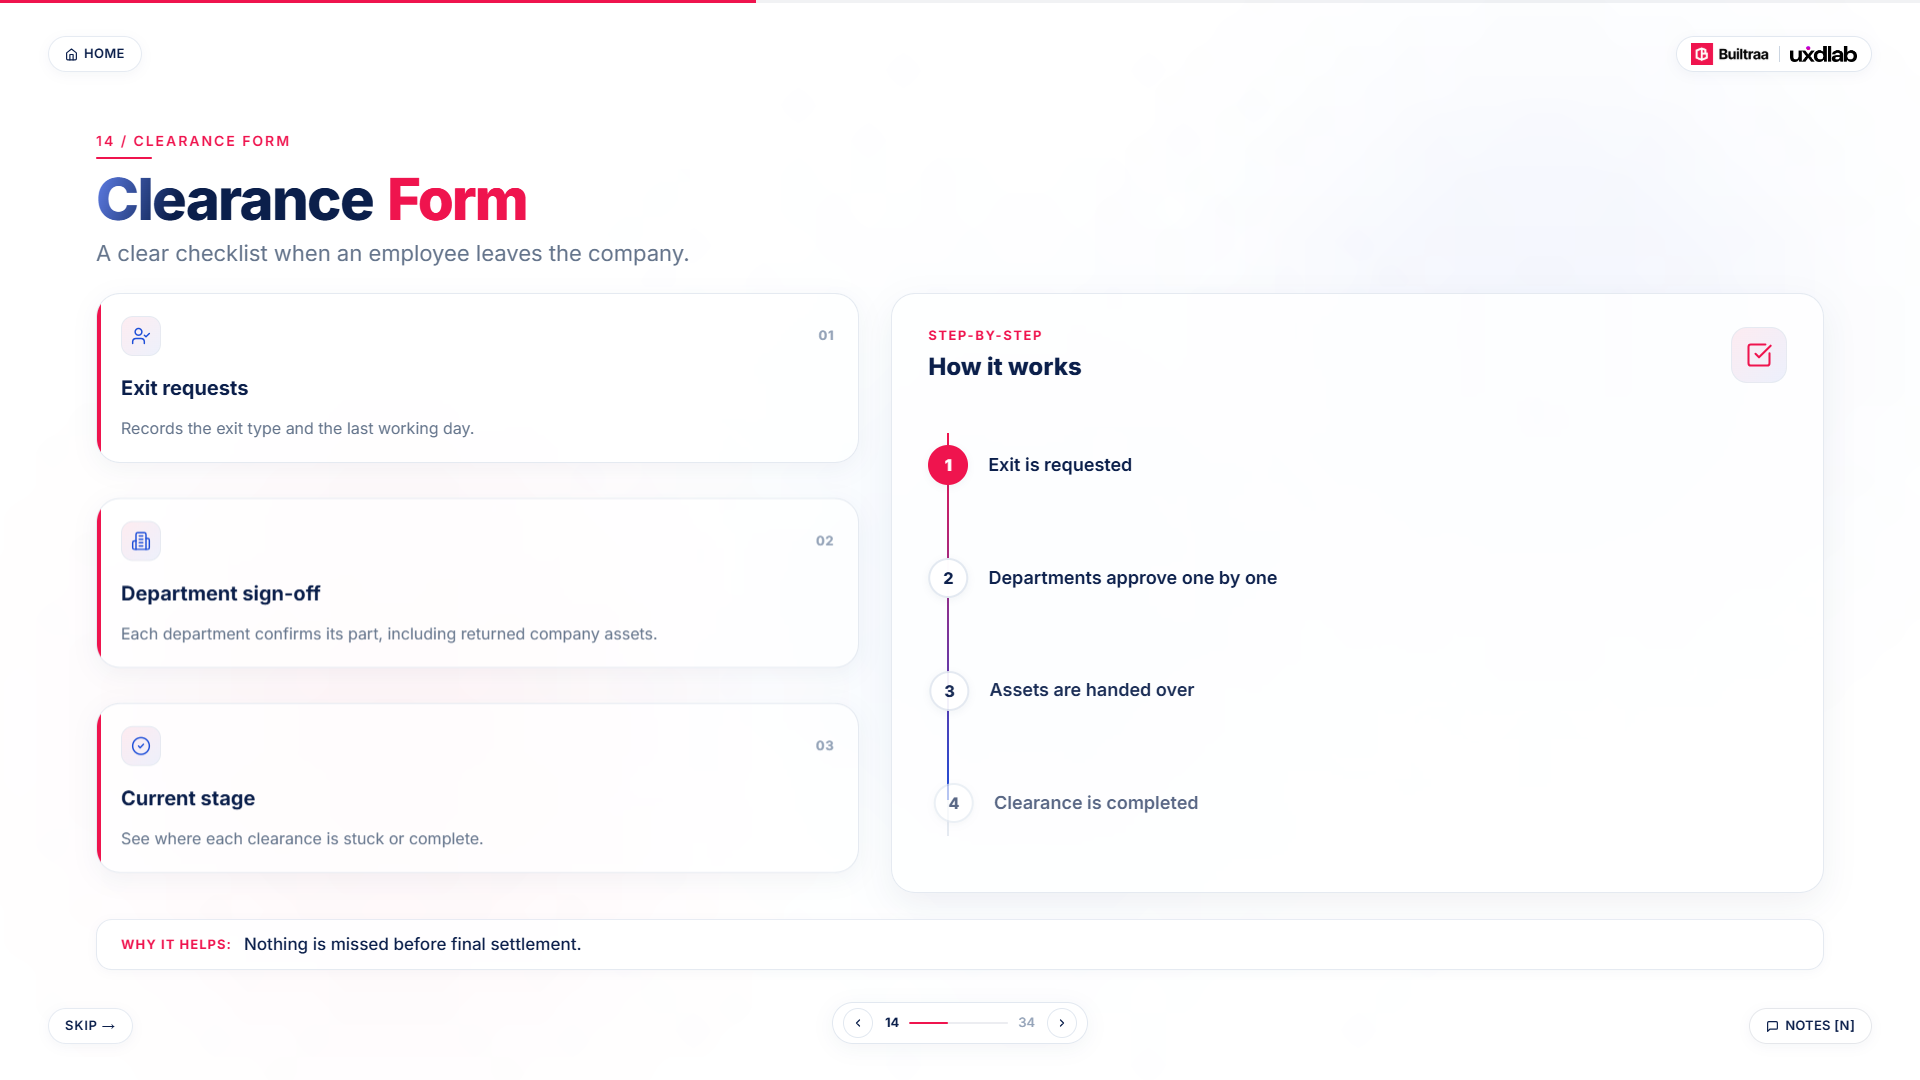 HOME
Builtraa
uxdlab
14 / CLEARANCE FORM
Clearance Form
A clear checklist when an employee leaves the company.
01
Exit requests
Records the exit type and the last working day.
02
Department sign-off
Each department confirms its part, including returned company assets.
03
Current stage
See where each clearance is stuck or complete.
STEP-BY-STEP
How it works
1 Exit is requested
2 Departments approve one by one
3 Assets are handed over
4 Clearance is completed
WHY IT HELPS: Nothing is missed before final settlement.
SKIP →
14 34
NOTES [N]